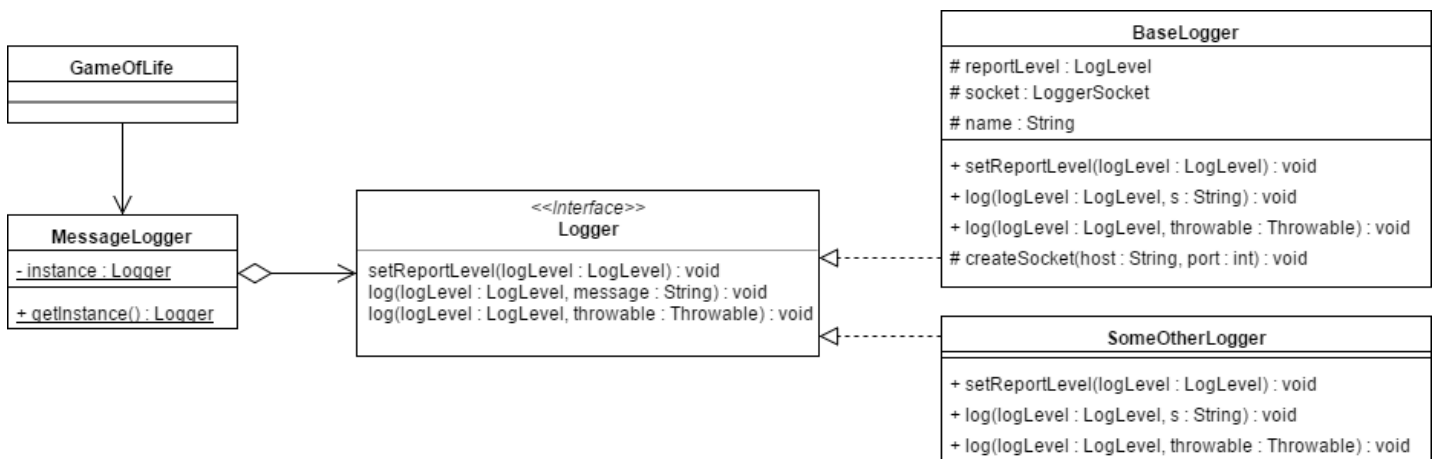 GameOfLife
MessageLogger
- instance : Logger
+ getInstance() : Logger
<<Interface>>
Logger
setReportLevel(logLevel : LogLevel) : void
log(logLevel : LogLevel, message : String) : void
log(logLevel : LogLevel, throwable : Throwable) : void
BaseLogger
# reportLevel : LogLevel
# socket : LoggerSocket
# name : String
+ setReportLevel(logLevel : LogLevel) : void
+ log(logLevel : LogLevel, s : String) : void
+ log(logLevel : LogLevel, throwable : Throwable) : void
# createSocket(host : String, port : int) : void
SomeOtherLogger
+ setReportLevel(logLevel : LogLevel) : void
+ log(logLevel : LogLevel, s : String) : void
+ log(logLevel : LogLevel, throwable : Throwable) : void